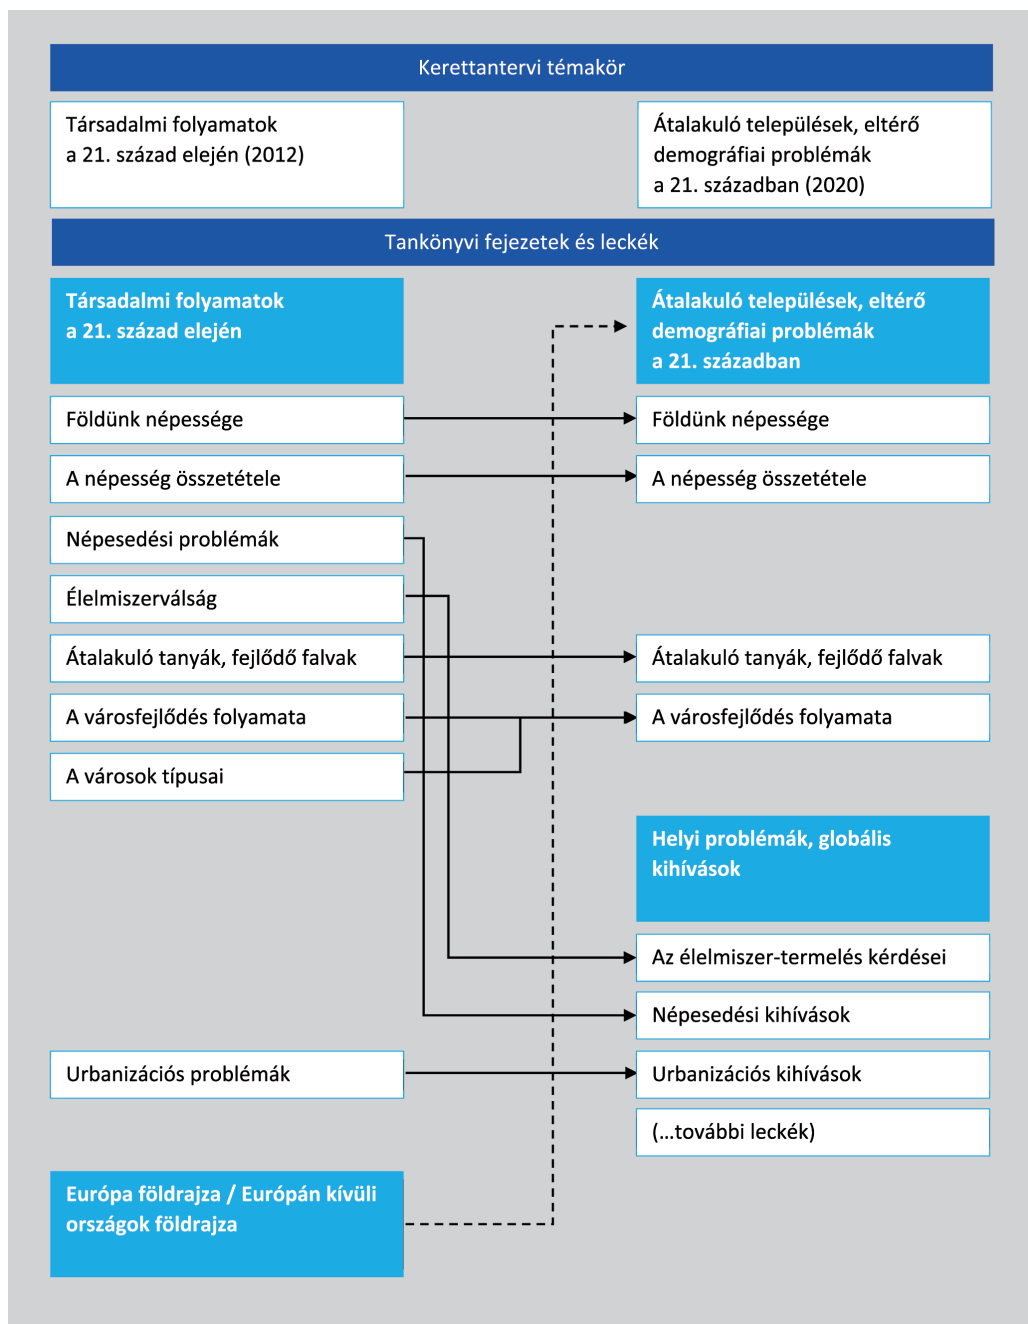 Kerettantervi témakör
Társadalmi folyamatok
a 21. század elején (2012)
Átalakuló települések, eltérő
demográfiai problémák
a 21. században (2020)
Tankönyvi fejezetek és leckék
Társadalmi folyamatok
a 21. század elején
Átalakuló települések, eltérő
demográfiai problémák
a 21. században
Földünk népessége
Földünk népessége
A népesség összetétele
A népesség összetétele
Népesedési problémák
Élelmiszerválság
Átalakuló tanyák, fejlődő falvak
Átalakuló tanyák, fejlődő falvak
A városfejlődés folyamata
A városfejlődés folyamata
A városok típusai
Helyi problémák, globális
kihívások
Az élelmiszer-termelés kérdései
Népesedési kihívások
Urbanizációs problémák
Urbanizációs kihívások
(...további leckék)
Európa földrajza / Európán kívüli
országok földrajza